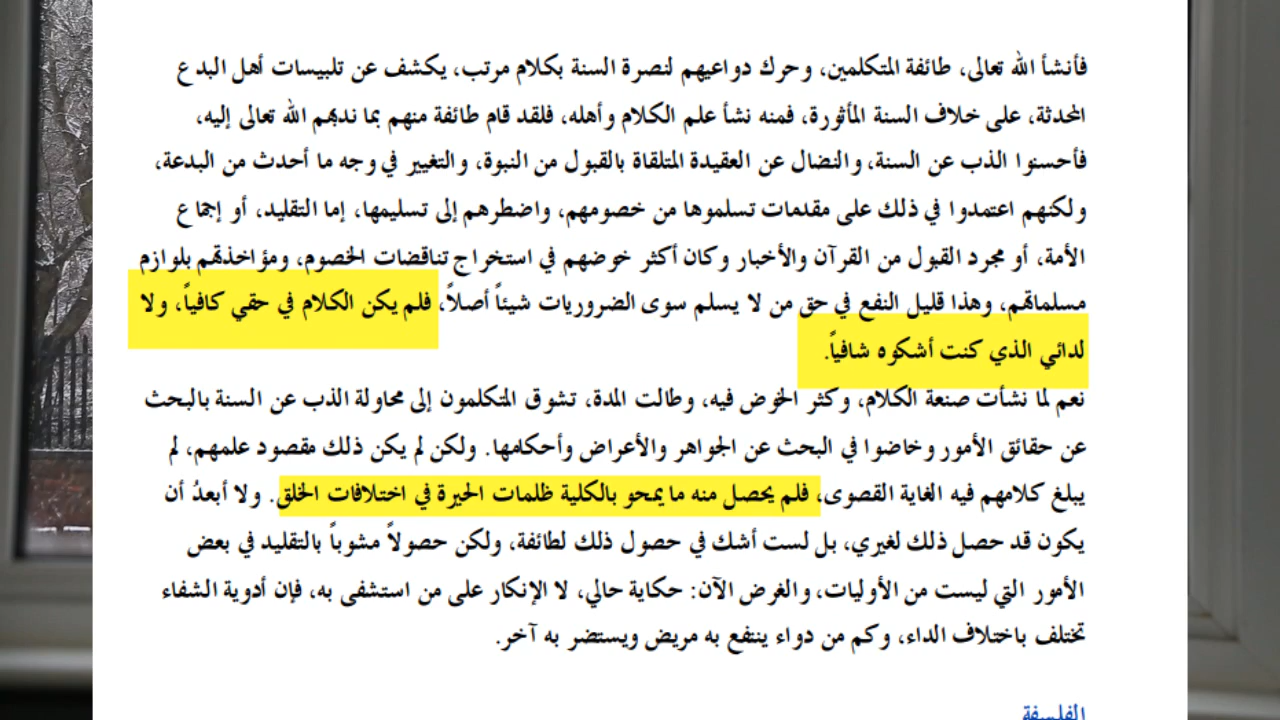 فأنشأ الله تعالى، طائفة المتكلمين، وحرك دواعيهم لنصرة السنة بكلام مرتب، يكشف عن تلبيسات أهل البدع
المحدثة، على خلاف السنة المأثورة، فمنه نشأ علم الكلام وأهله، فلقد قام طائفة منهم بما ندبهم الله تعالى إليه،
فأحسنوا الذب عن السنة، والنضال عن العقيدة المتلقاة بالقبول من النبوة، والتغيير في وجه ما أحدث من البدعة،
ولكنهم اعتمدوا في ذلك على مقدمات تسلموها من خصومهم، واضطرهم إلى تسليمها، إما التقليد، أو إجماع
الأمة، أو مجرد القبول من القرآن والأخبار وكان أكثر خوضهم في استخراج تناقضات الخصوم، ومؤاخذتهم بلوازم
مسلماتهم، وهذا قليل النفع في حق من لا يسلم سوى الضروريات شيئاً أصلاً، فلم يكن الكلام في حقي كافياً، ولا
لدائي الذي كنت أشكوه شافياً.
نعم لما نشأت صنعة الكلام، وكثر الخوض فيه، وطالت المدة، تشوق المتكلمون إلى محاولة الذب عن السنة بالبحث
عن حقائق الأمور وخاضوا في البحث عن الجواهر والأعراض وأحكامها. ولكن لم يكن ذلك مقصود علمهم، لم
يبلغ كلامهم فيه الغاية القصوى، فلم يحصل منه ما يمحو بالكلية ظلمات الحيرة في اختلافات الخلق. ولا أبعدُ أن
يكون قد حصل ذلك لغيري، بل لست أشك في حصول ذلك لطائفة، ولكن حصولاً مشوباً بالتقليد في بعض
الأمور التي ليست من الأوليات، والغرض الآن: حكاية حالي، لا الإنكار على من استشفى به، فإن أدوية الشفاء
تختلف باختلاف الداء، وكم من دواء ينتفع به مريض ويستضر به آخر.
الفلسفة